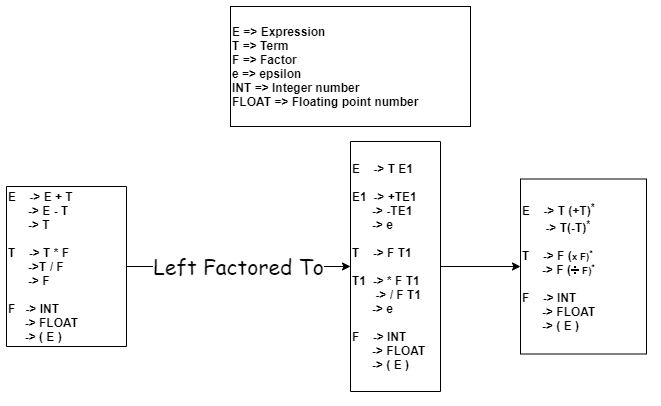 E => Expression
T => Term
F => Factor
e => epsilon
INT => Integer number
FLOAT => Floating point number
E -> E + T
-> E - T
-> T
T -> T * F
->T / F
-> F
F -> INT
-> FLOAT
-> ( E )
Left Factored To
E -> T E1
E1 -> +TE1
-> -TE1
-> e
T -> F T1
T1 -> * F T1
-> / F T1
-> e
F -> INT
-> FLOAT
-> ( E )
E -> T (+T)*
-> T(-T)*
T -> F (x F)*
-> F (÷ F)*
F -> INT
-> FLOAT
-> ( E )